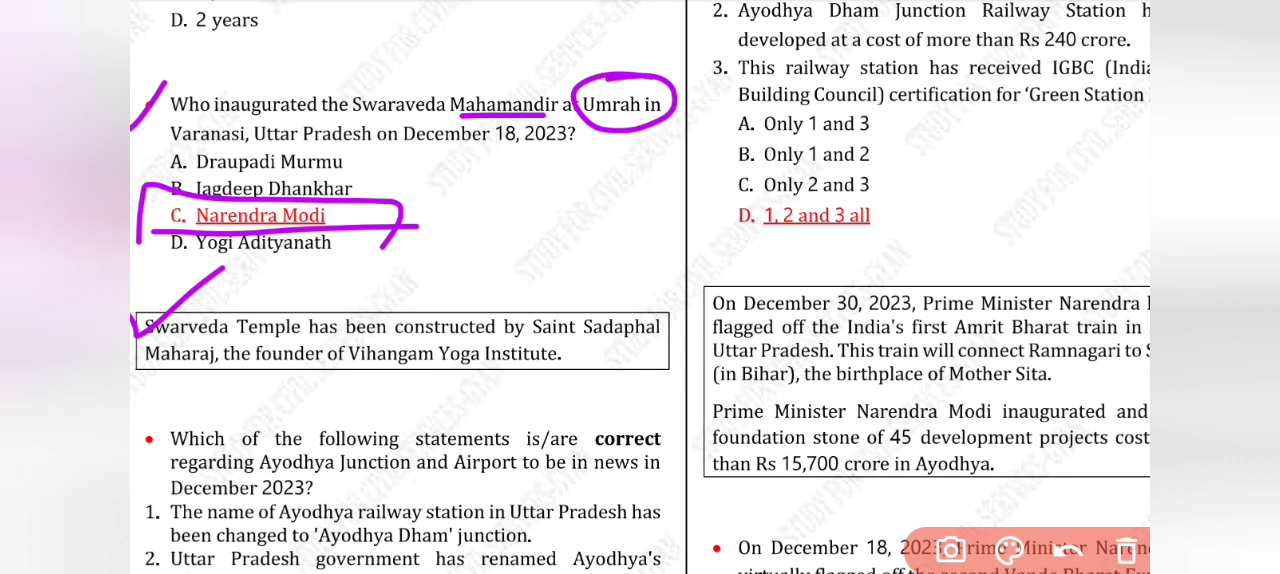 D. 2 years
Who inaugurated the Swaraveda Mahamandir a Umrah in
Varanasi, Uttar Pradesh on December 18, 2023?
A. Draupadi Murmu
B. Jagdeep Dhankhar
C. Narendra Modi
D. Yogi Adityanath
Swarveda Temple has been constructed by Saint Sadaphal
Maharaj, the founder of Vihangam Yoga Institute.
• Which of the following statements is/are correct
regarding Ayodhya Junction and Airport to be in news in
December 2023?
1. The name of Ayodhya railway station in Uttar Pradesh has
been changed to 'Ayodhya Dham' junction.
2. Uttar Pradesh government has renamed Ayodhya's
2. Ayodhya Dham Junction Railway Station h
developed at a cost of more than Rs 240 crore.
3. This railway station has received IGBC (India
Building Council) certification for ‘Green Station
A. Only 1 and 3
B. Only 1 and 2
C. Only 2 and 3
D. 1, 2 and 3 all
On December 30, 2023, Prime Minister Narendra
flagged off the India's first Amrit Bharat train in
Uttar Pradesh. This train will connect Ramnagari to
(in Bihar), the birthplace of Mother Sita.
Prime Minister Narendra Modi inaugurated and
foundation stone of 45 development projects cost
than Rs 15,700 crore in Ayodhya.
• On December 18, 2023, Prime Minister Naren